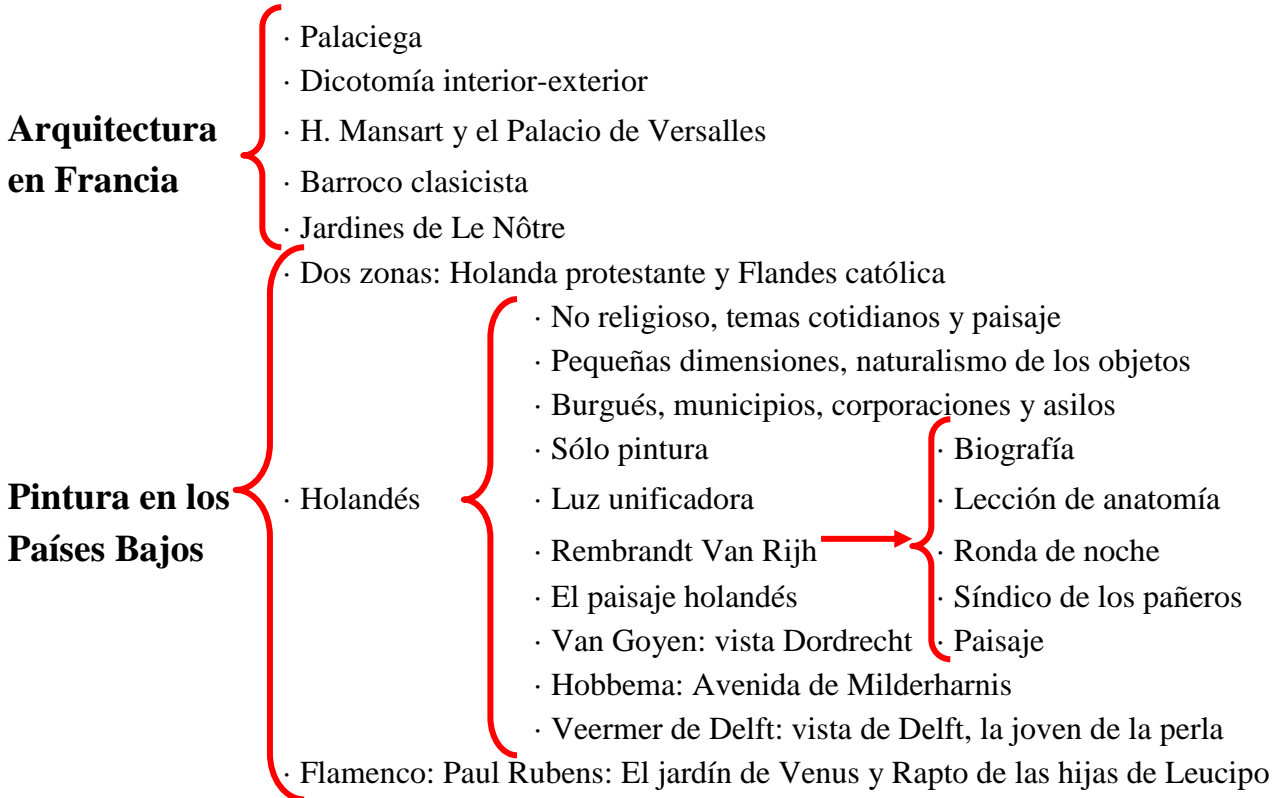 Arquitectura
en Francia
· Palaciega
· Dicotomía interior-exterior
· H. Mansart y el Palacio de Versalles
· Barroco clasicista
· Jardines de Le Nôtre
Pintura en los
Países Bajos
· Dos zonas: Holanda protestante y Flandes católica
· Holandés
· No religioso, temas cotidianos y paisaje
· Pequeñas dimensiones, naturalismo de los objetos
· Burgués, municipios, corporaciones y asilos
· Sólo pintura
· Luz unificadora
· Rembrandt Van Rijh
· Biografía
· Lección de anatomía
· Ronda de noche
· Síndico de los pañeros
· Paisaje
· El paisaje holandés
· Van Goyen: vista Dordrecht
· Hobbema: Avenida de Milderharnis
· Veermer de Delft: vista de Delft, la joven de la perla
· Flamenco: Paul Rubens: El jardín de Venus y Rapto de las hijas de Leucipo